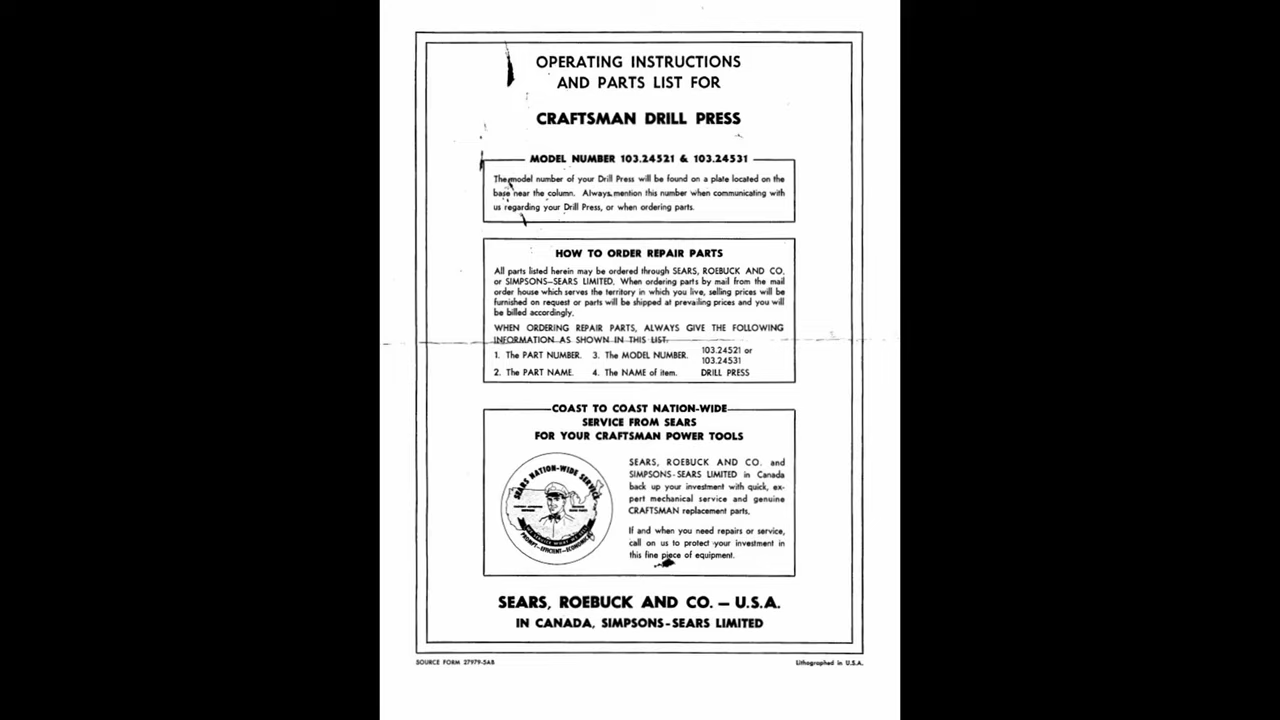 OPERATING INSTRUCTIONS
AND PARTS LIST FOR
CRAFTSMAN DRILL PRESS
MODEL NUMBER 103.24521 & 103.24531
The model number of your Drill Press will be found on a plate located on the
base near the column. Always mention this number when communicating with
us regarding your Drill Press, or when ordering parts.
HOW TO ORDER REPAIR PARTS
All parts listed herein may be ordered through SEARS, ROEBUCK AND CO.
or SIMPSONS–SEARS LIMITED. When ordering parts by mail from the mail
order house which serves the territory in which you live, selling prices will be
furnished on request or parts will be shipped at prevailing prices and you will
be billed accordingly.
WHEN ORDERING REPAIR PARTS, ALWAYS GIVE THE FOLLOWING
INFORMATION AS SHOWN IN THIS LIST.
1. The PART NUMBER. 3. The MODEL NUMBER. 103.24521 or
103.24531
2. The PART NAME. 4. The NAME of item. DRILL PRESS
COAST TO COAST NATION-WIDE
SERVICE FROM SEARS
FOR YOUR CRAFTSMAN POWER TOOLS
SEARS NATION-WIDE SERVICE
PROMPT–EFFICIENT–ECONOMICAL
SEARS, ROEBUCK AND CO. and
SIMPSONS-SEARS LIMITED in Canada
back up your investment with quick, ex-
pert mechanical service and genuine
CRAFTSMAN replacement parts.
If and when you need repairs or service,
call on us to protect your investment in
this fine piece of equipment.
SEARS, ROEBUCK AND CO. – U.S.A.
IN CANADA, SIMPSONS-SEARS LIMITED
SOURCE FORM 27979-5AB
Lithographed in U.S.A.